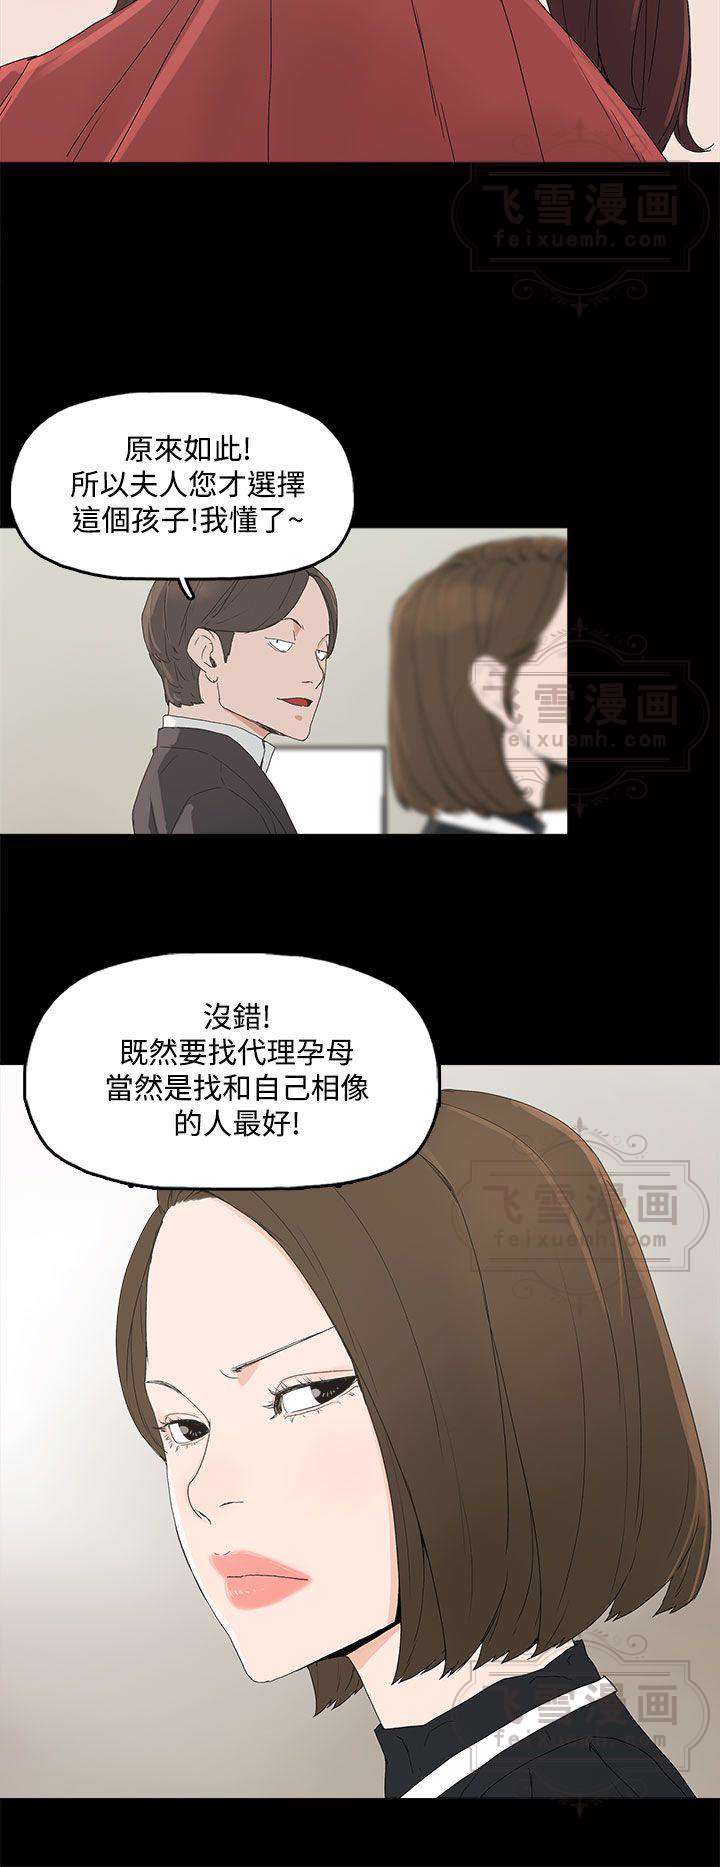 飞雪漫画
feixuemh.com
原來如此!
所以夫人您才選擇
這個孩子!我懂了~
飞雪漫画
feixuemh.com
沒錯!
既然要找代理孕母
當然是找和自己相像
的人最好!
飞雪漫画
feixuemh.com
飞雪漫画
feixuemh.com